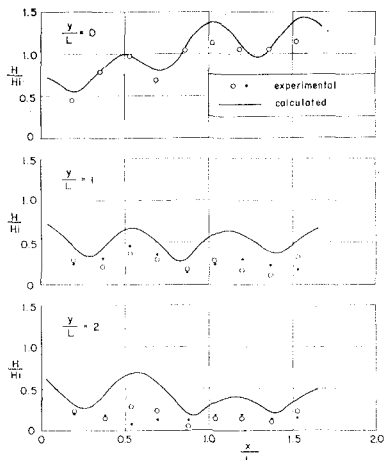 y/L = 0
1.5
1.0
H/Hi
0.5
0
experimental
calculated
y/L = 1
1.5
1.0
H/Hi
0.5
0
y/L = 2
1.5
1.0
H/Hi
0.5
0
0 0.5 1.0 1.5 2.0
x/L